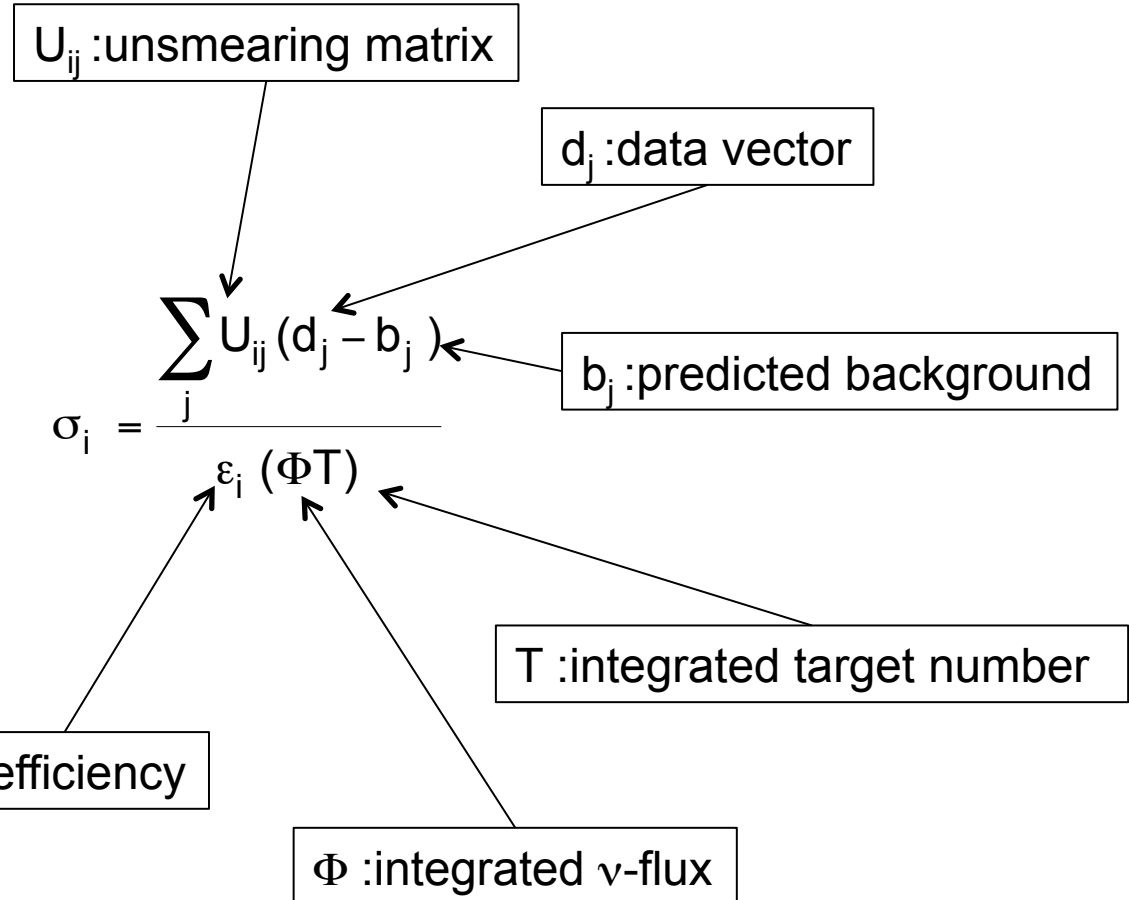 U_ij :unsmearing matrix
d_j :data vector
σ_i = ∑_j U_ij (d_j – b_j ) / ε_i (ΦT)
b_j :predicted background
T :integrated target number
efficiency
Φ :integrated ν-flux